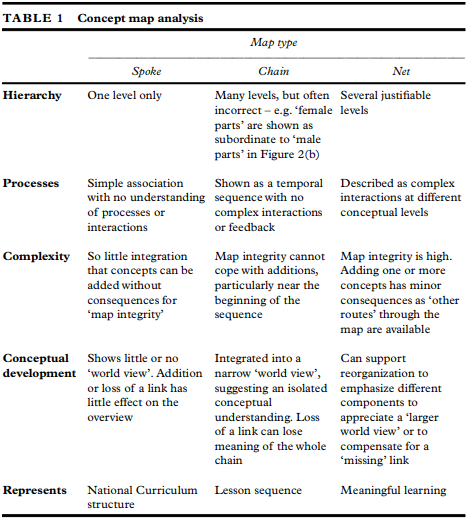 TABLE 1 Concept map analysis
Map type
Spoke Chain Net
Hierarchy One level only Many levels, but often Several justifiable
incorrect – e.g. ‘female levels
parts’ are shown as
subordinate to ‘male
parts’ in Figure 2(b)
Processes Simple association Shown as a temporal Described as complex
with no understanding sequence with no interactions at different
of processes or complex interactions conceptual levels
interactions or feedback
Complexity So little integration Map integrity cannot Map integrity is high.
that concepts can be cope with additions, Adding one or more
added without particularly near the concepts has minor
consequences for beginning of the consequences as ‘other
‘map integrity’ sequence routes’ through the
map are available
Conceptual Shows little or no Integrated into a Can support
development ‘world view’. Addition narrow ‘world view’, reorganization to
or loss of a link has suggesting an isolated emphasize different
little effect on the conceptual components to
overview understanding. Loss appreciate a ‘larger
of a link can lose world view’ or to
meaning of the whole compensate for a
chain ‘missing’ link
Represents National Curriculum Lesson sequence Meaningful learning
structure